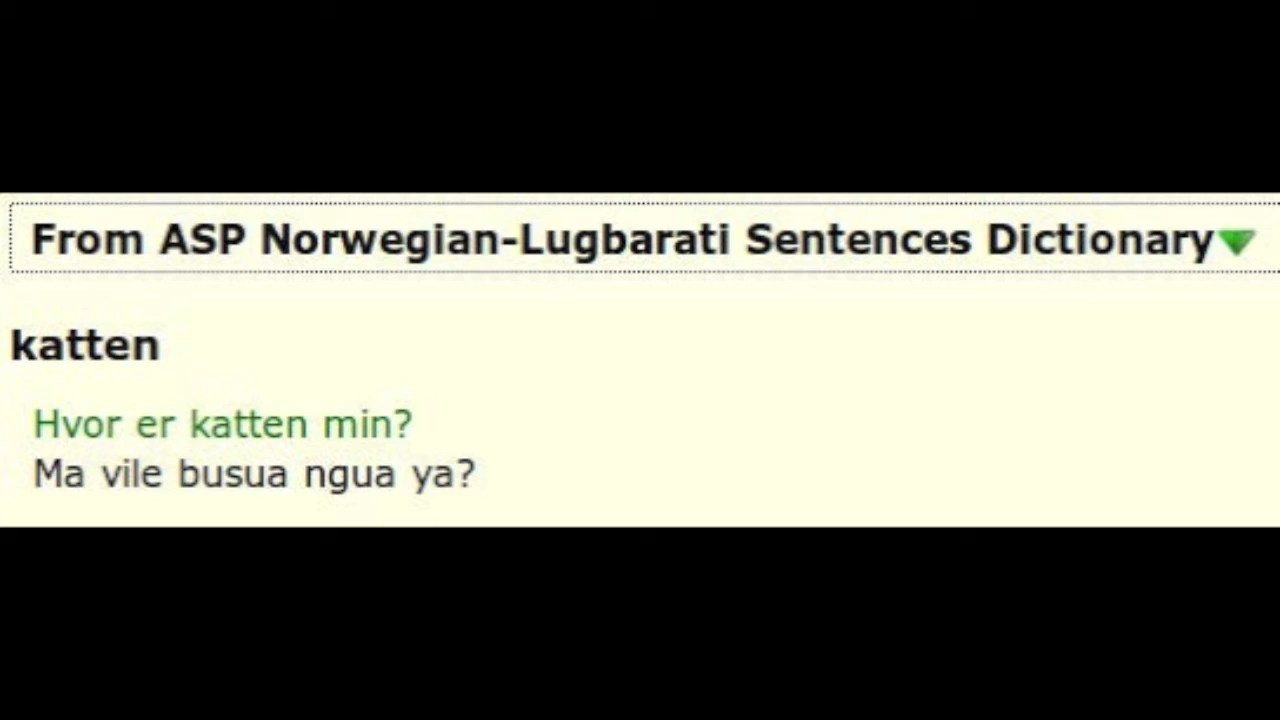 From ASP Norwegian-Lugbarati Sentences Dictionary
katten
Hvor er katten min?
Ma vile busua ngua ya?